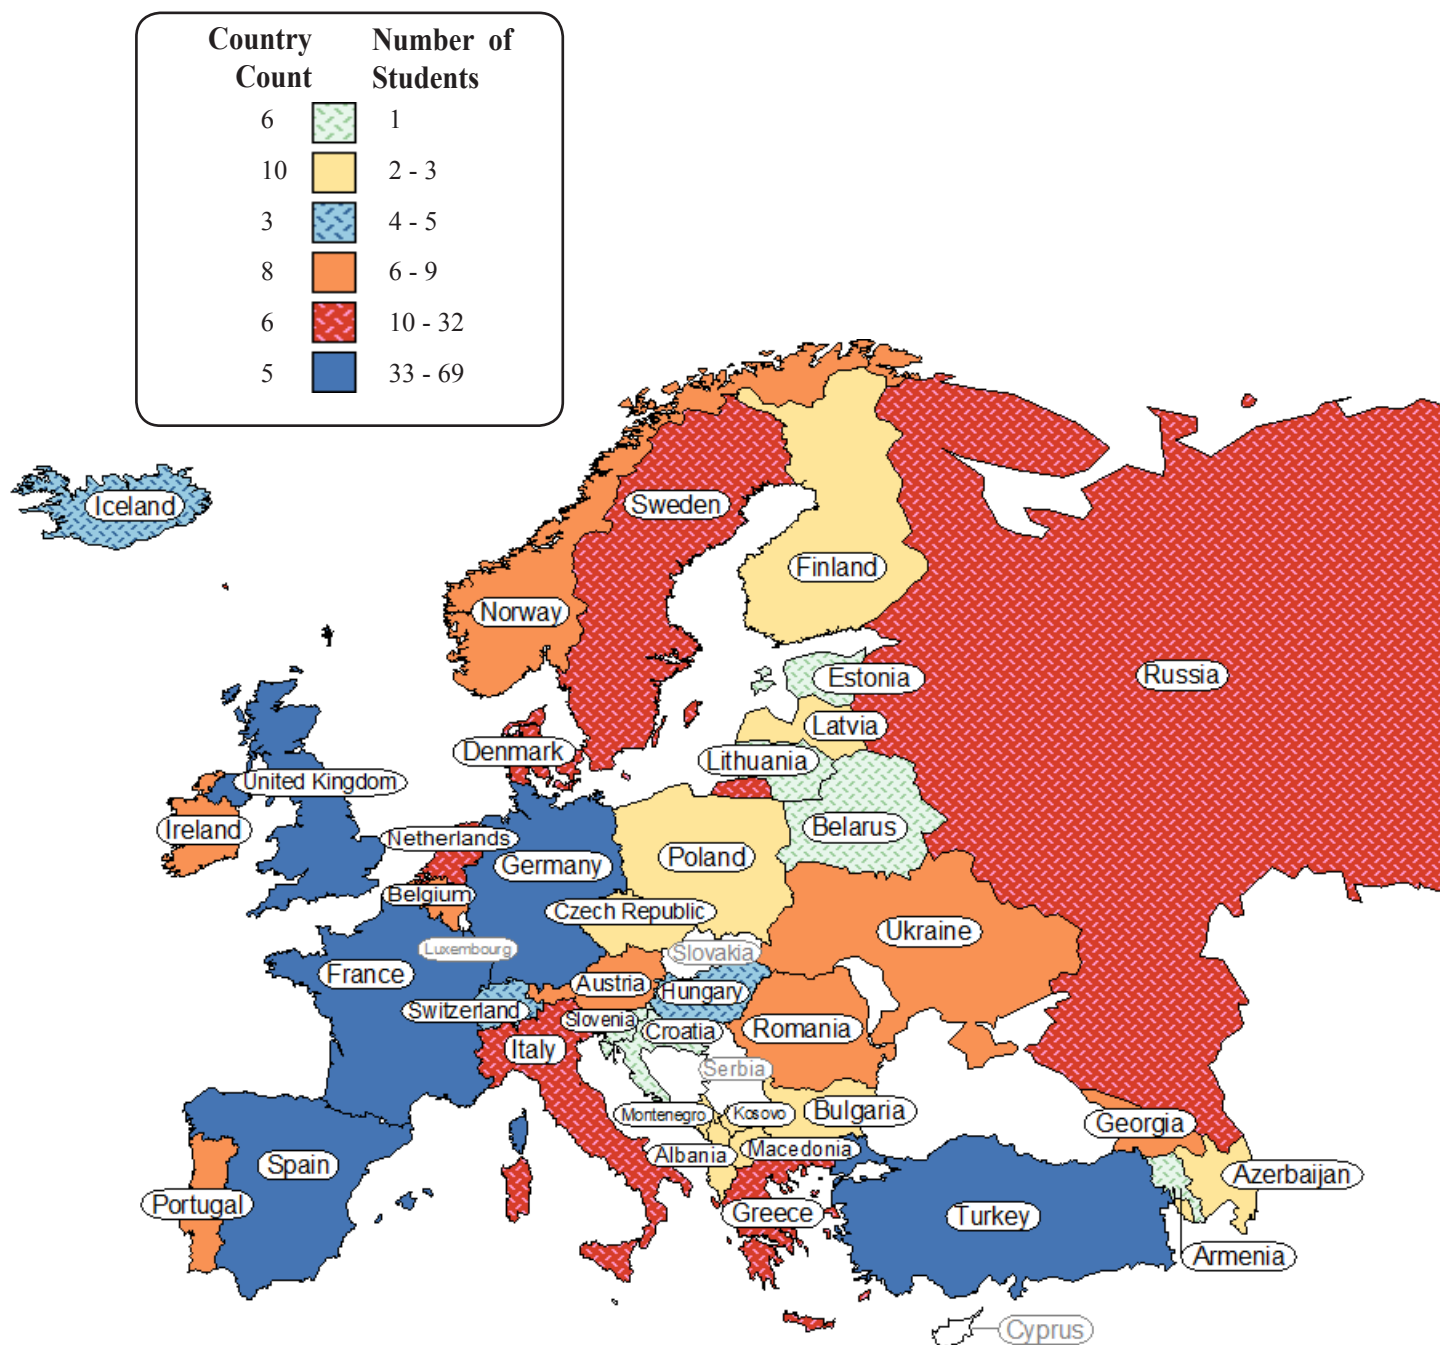 Country Number of
Count Students
6 1
10 2 - 3
3 4 - 5
8 6 - 9
6 10 - 32
5 33 - 69
Iceland
Sweden
Finland
Norway
Russia
Estonia
Latvia
Denmark
Lithuania
United Kingdom
Ireland
Belarus
Netherlands
Germany
Poland
Belgium
Czech Republic
Ukraine
Luxembourg
Slovakia
France
Austria
Hungary
Switzerland
Slovenia
Croatia
Romania
Italy
Serbia
Montenegro
Kosovo
Bulgaria
Georgia
Albania
Macedonia
Spain
Azerbaijan
Portugal
Greece
Turkey
Armenia
Cyprus